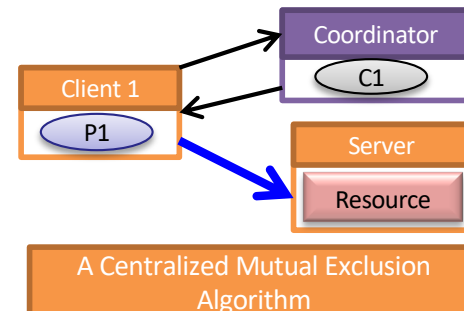 Coordinator
C1
Client 1
P1
Server
Resource
A Centralized Mutual Exclusion
Algorithm